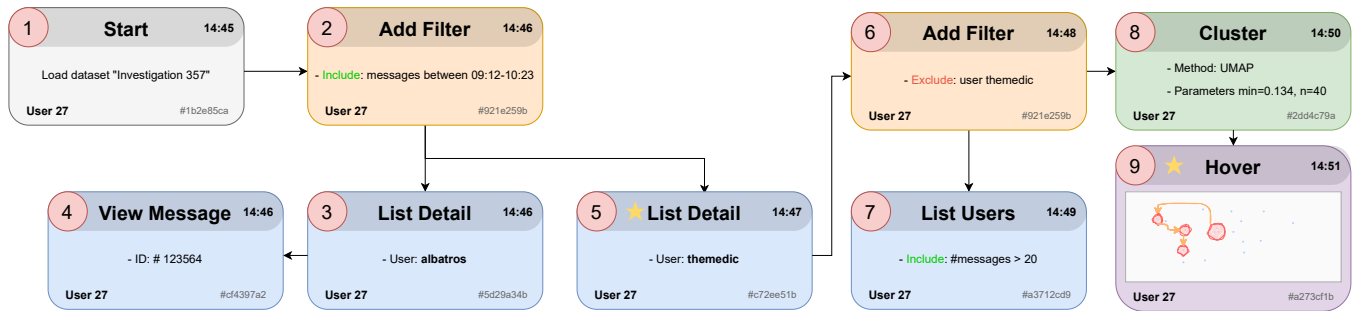 1
Start
14:45
Load dataset "Investigation 357"
User 27
#1b2e85ca
2
Add Filter
14:46
- Include: messages between 09:12-10:23
User 27
#921e259b
4
View Message
14:46
- ID: # 123564
User 27
#cf4397a2
3
List Detail
14:46
- User: albatros
User 27
#5d29a34b
5
List Detail
14:47
- User: themedic
User 27
#c72ee51b
6
Add Filter
14:48
- Exclude: user themedic
User 27
#921e259b
7
List Users
14:49
- Include: #messages > 20
User 27
#a3712cd9
8
Cluster
14:50
- Method: UMAP
- Parameters min=0.134, n=40
User 27
#2dd4c79a
9
Hover
14:51
User 27
#a273cf1b